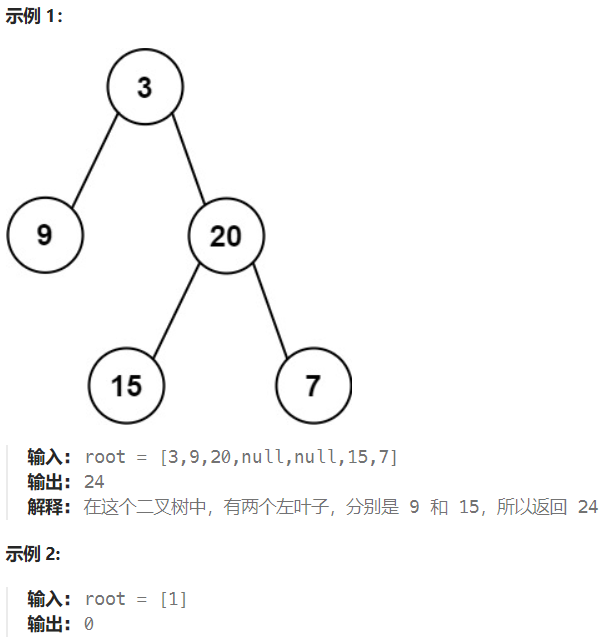 示例 1：
3
9
20
15
7
输入：root = [3,9,20,null,null,15,7]
输出：24
解释：在这个二叉树中，有两个左叶子，分别是 9 和 15，所以返回 24
示例 2:
输入：root = [1]
输出：0